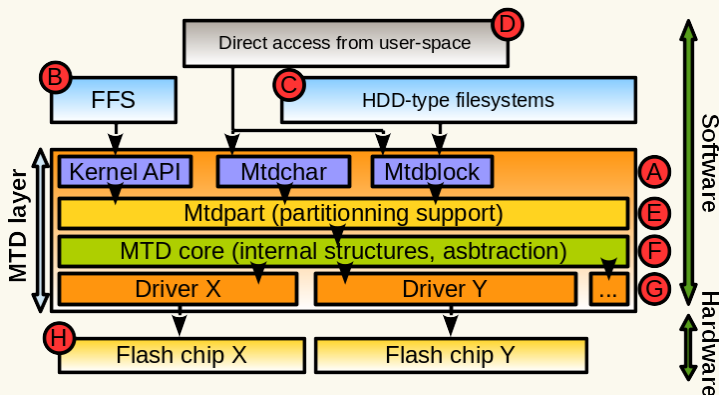 D
Direct access from user-space
B
C
FFS
HDD-type filesystems
Software
MTD layer
Kernel API
Mtdchar
Mtdblock
A
Mtdpart (partitionning support)
E
MTD core (internal structures, asbtraction)
F
Driver X
Driver Y
...
G
Hardware
H
Flash chip X
Flash chip Y